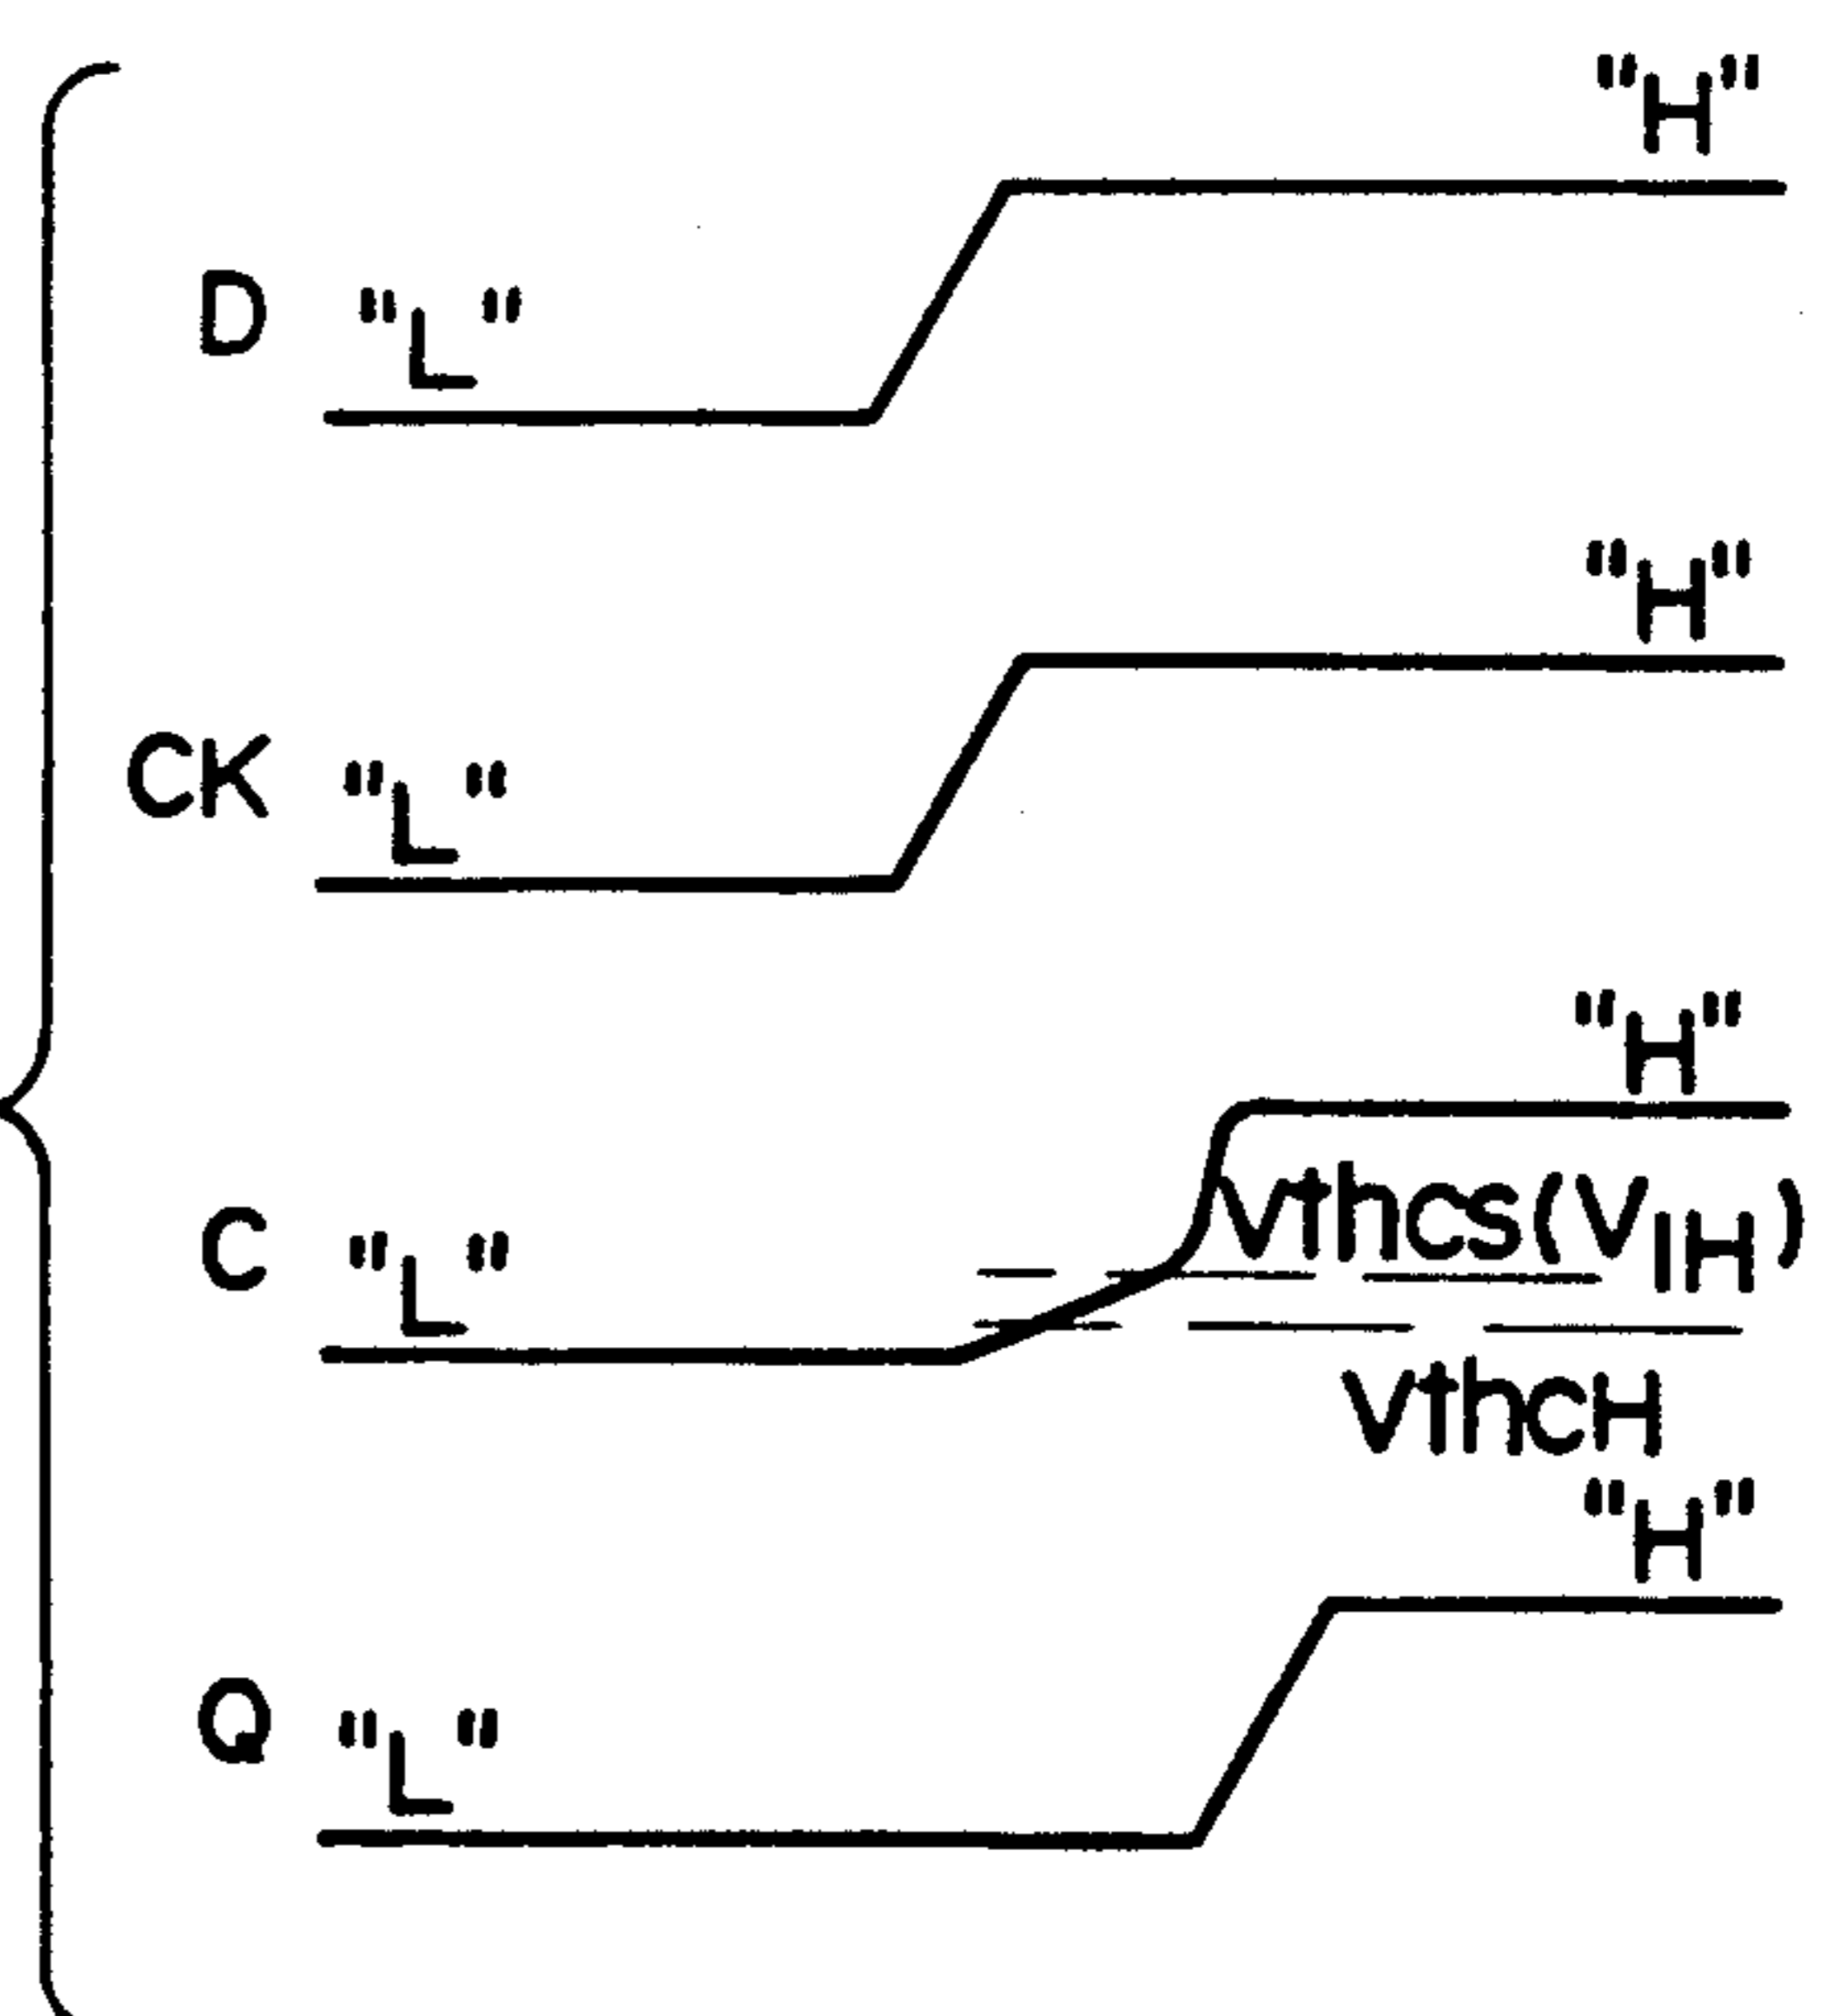 "H"
D "L"
"H"
CK "L"
"H"
C "L" Vthcs(VIH)
VthcH
"H"
Q "L"